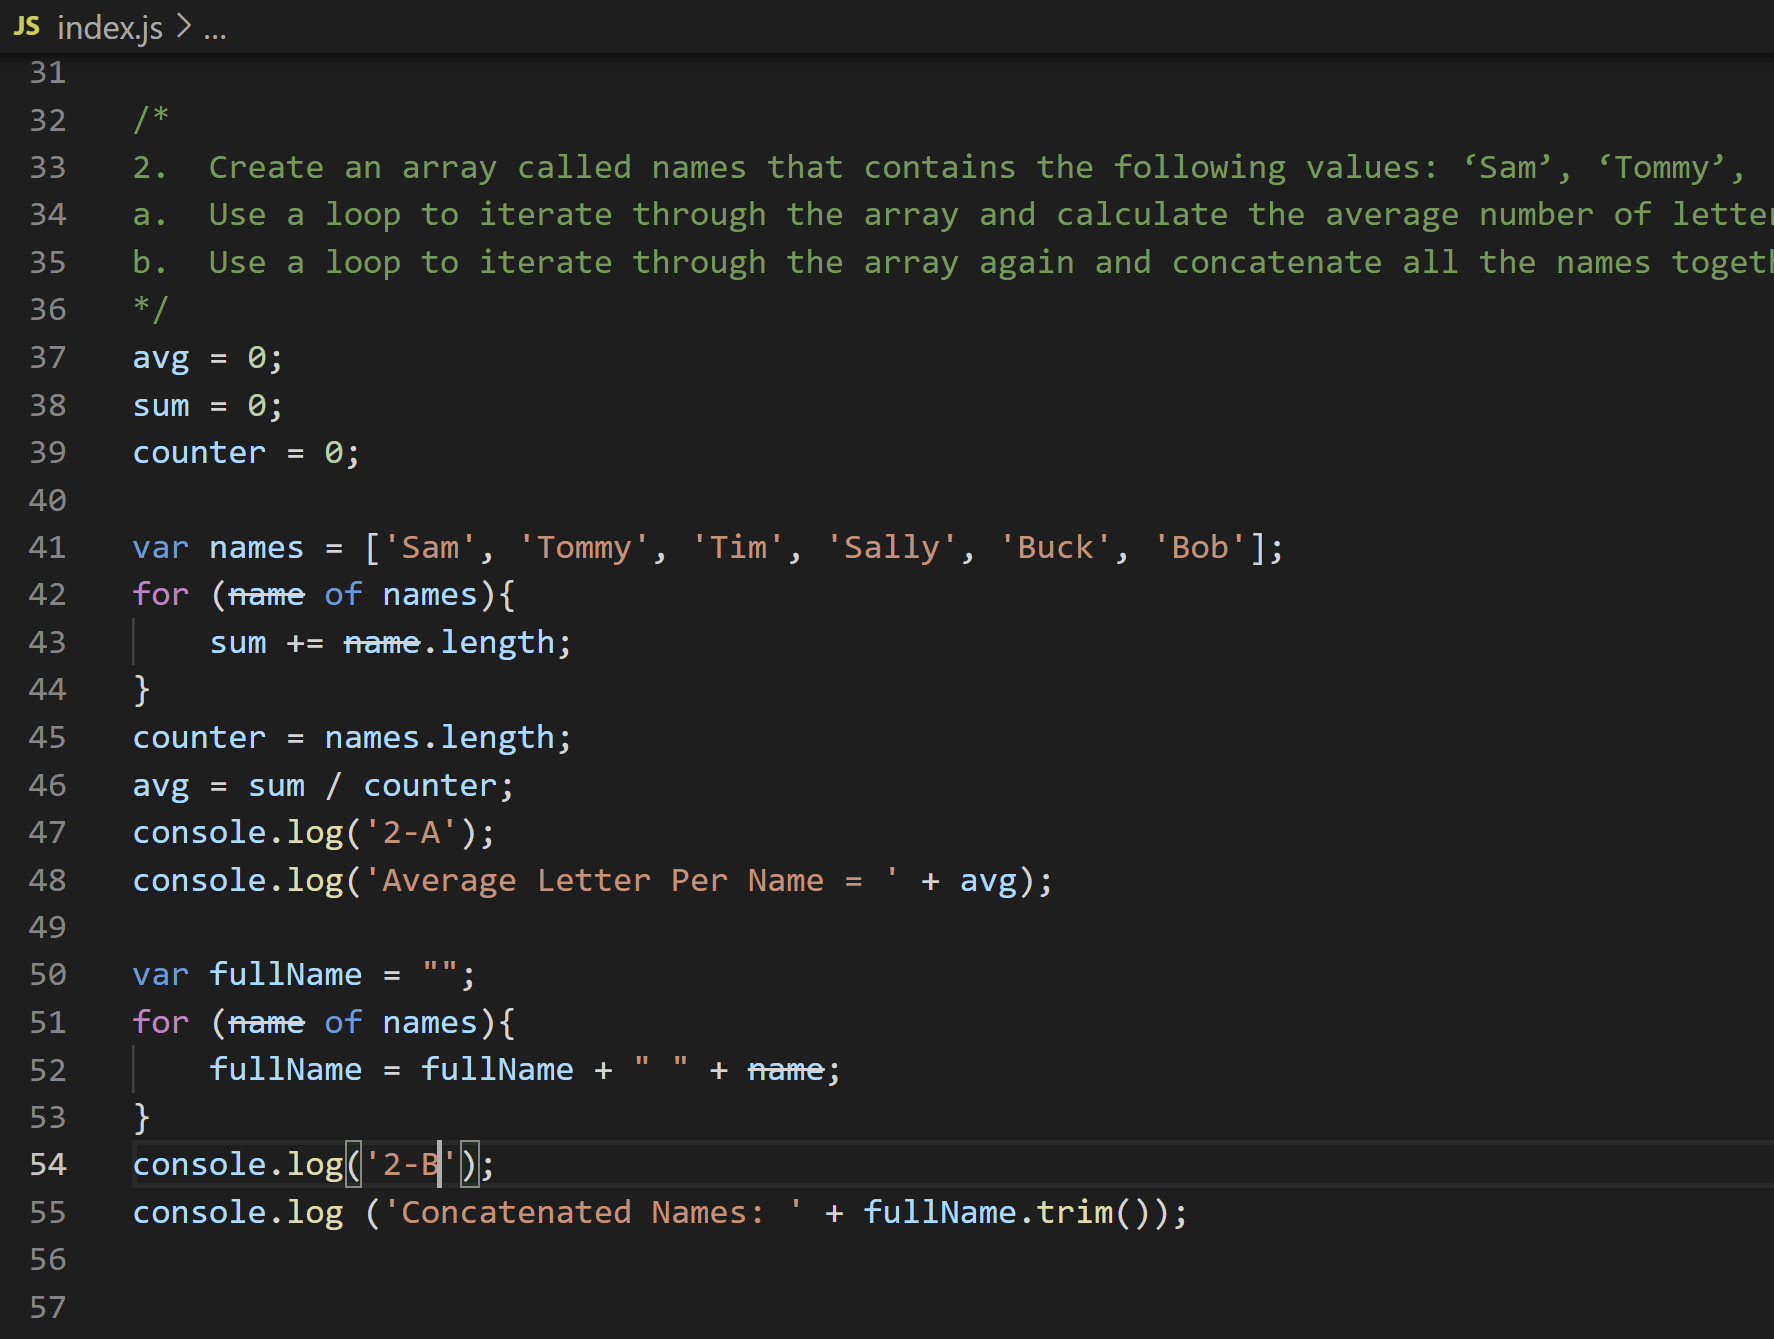 JS index.js > ...
31
32 /*
33 2.  Create an array called names that contains the following values: ‘Sam’, ‘Tommy’,
34 a.  Use a loop to iterate through the array and calculate the average number of letter
35 b.  Use a loop to iterate through the array again and concatenate all the names togeth
36 */
37 avg = 0;
38 sum = 0;
39 counter = 0;
40
41 var names = ['Sam', 'Tommy', 'Tim', 'Sally', 'Buck', 'Bob'];
42 for (name of names){
43     sum += name.length;
44 }
45 counter = names.length;
46 avg = sum / counter;
47 console.log('2-A');
48 console.log('Average Letter Per Name = ' + avg);
49
50 var fullName = "";
51 for (name of names){
52     fullName = fullName + " " + name;
53 }
54 console.log('2-B');
55 console.log ('Concatenated Names: ' + fullName.trim());
56
57